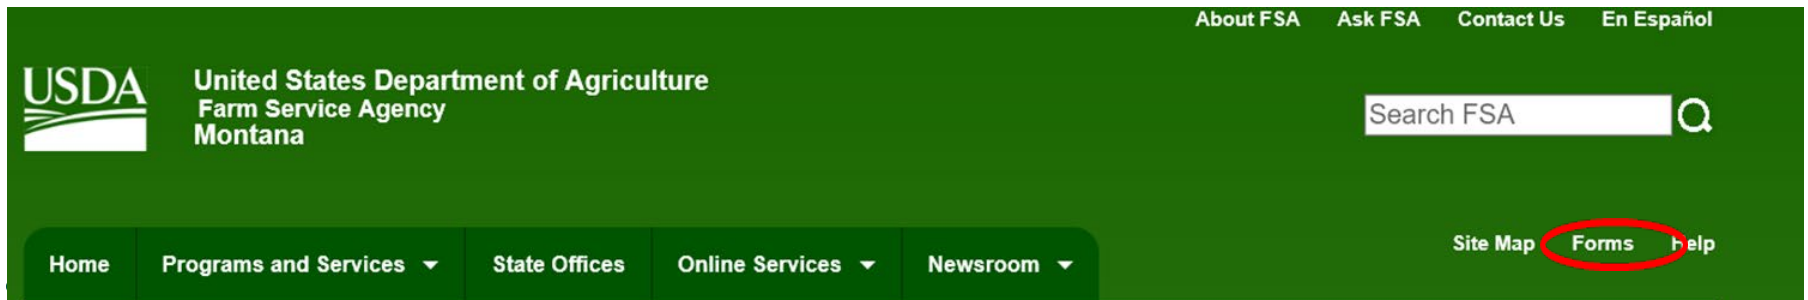 About FSA Ask FSA Contact Us En Español
USDA
United States Department of Agriculture
Farm Service Agency
Montana
Search FSA
Site Map Forms Help
Home Programs and Services State Offices Online Services Newsroom